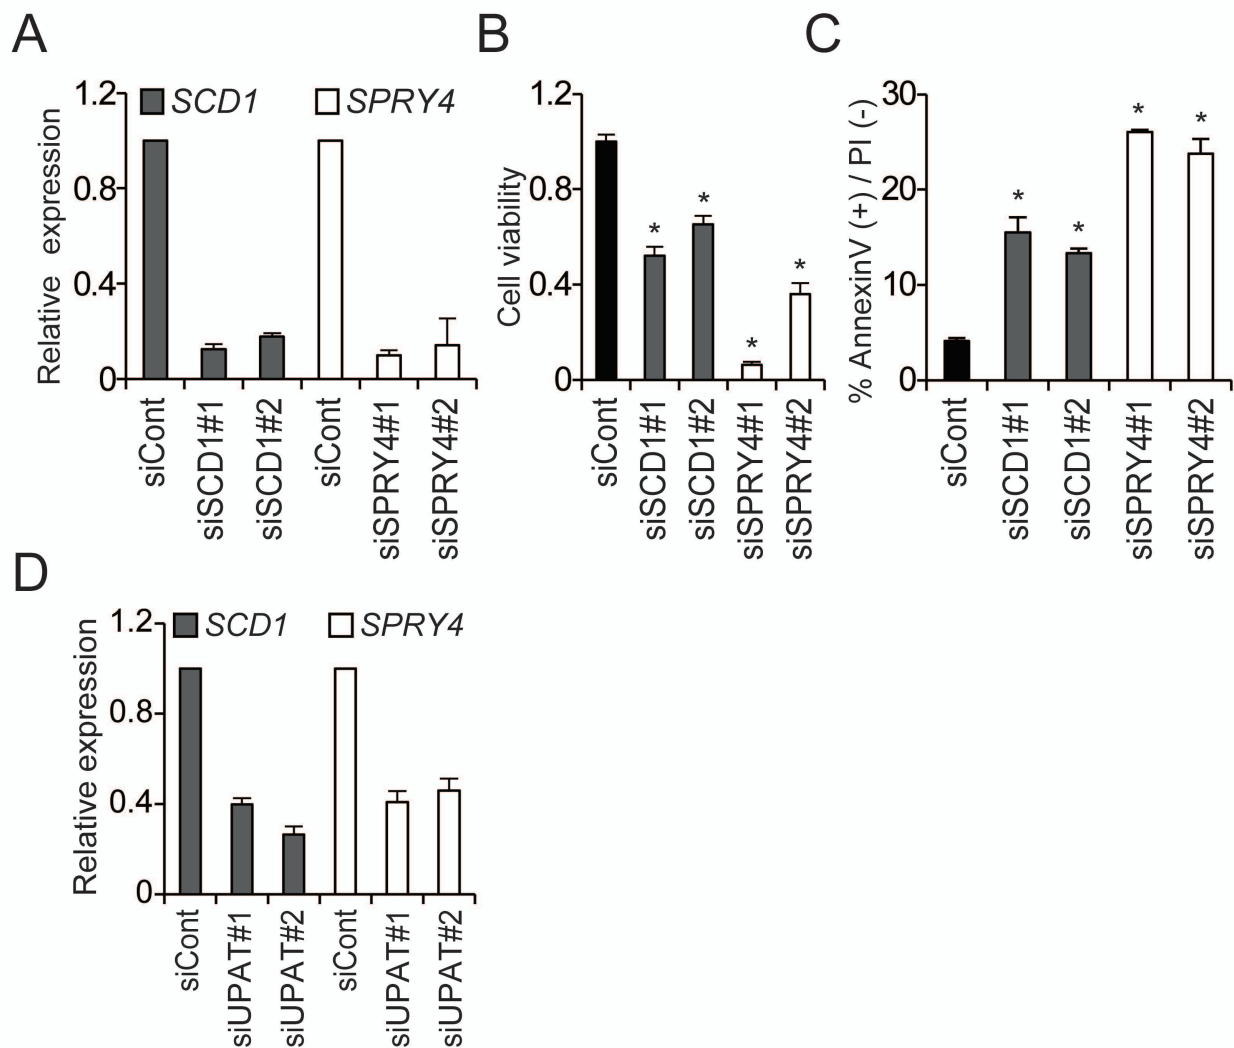 A
Relative expression
SCD1
SPRY4
1.2
0.8
0.4
0
siCont
siSCD1#1
siSCD1#2
siCont
siSPRY4#1
siSPRY4#2
B
Cell viability
1.2
0.8
0.4
0
*
*
*
*
siCont
siSCD1#1
siSCD1#2
siSPRY4#1
siSPRY4#2
C
% AnnexinV (+) / PI (-)
30
20
10
0
*
*
*
*
siCont
siSCD1#1
siSCD1#2
siSPRY4#1
siSPRY4#2
D
Relative expression
SCD1
SPRY4
1.2
0.8
0.4
0
siCont
siUPAT#1
siUPAT#2
siCont
siUPAT#1
siUPAT#2